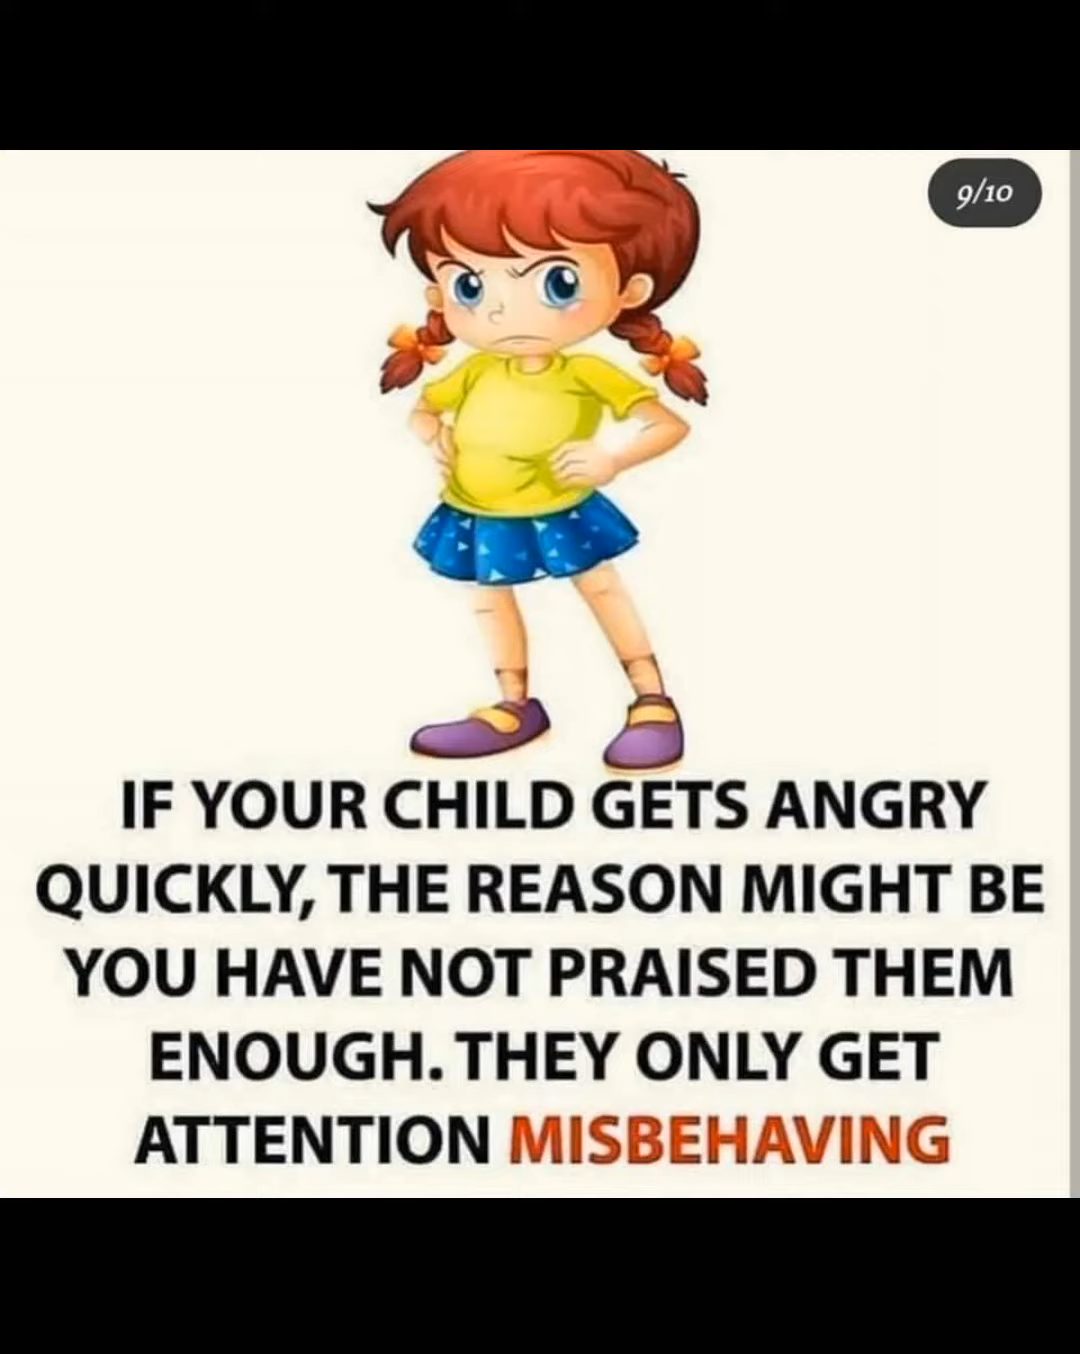 9/10
IF YOUR CHILD GETS ANGRY
QUICKLY, THE REASON MIGHT BE
YOU HAVE NOT PRAISED THEM
ENOUGH. THEY ONLY GET
ATTENTION MISBEHAVING